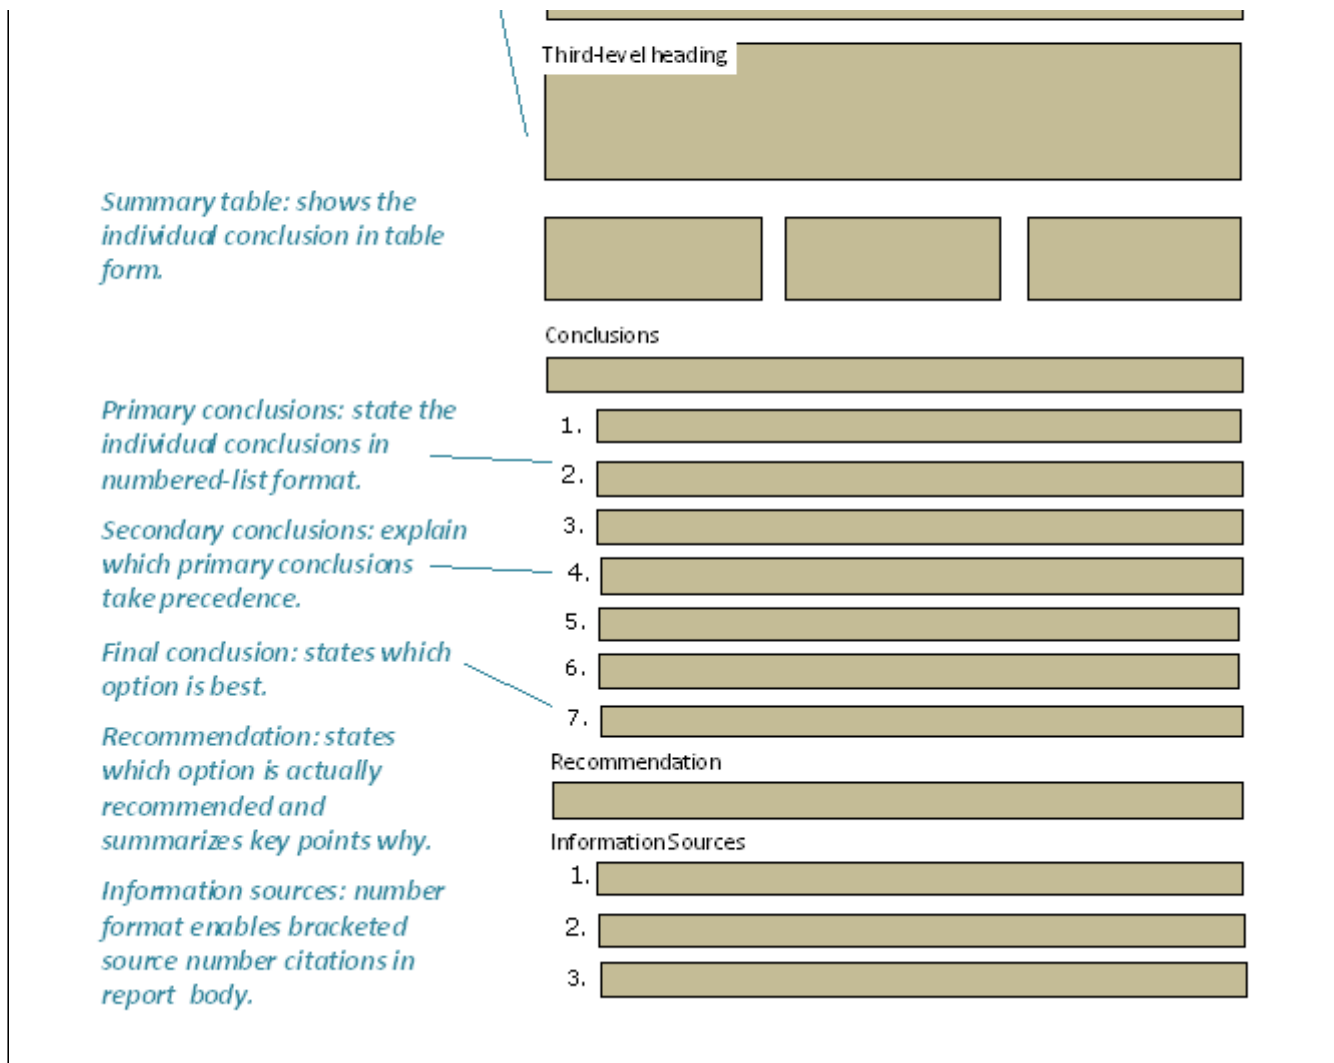 Third-level heading
Summary table: shows the
individual conclusion in table
form.
Conclusions
Primary conclusions: state the
individual conclusions in
numbered-list format.
1.
2.
3.
Secondary conclusions: explain
which primary conclusions
take precedence.
4.
5.
6.
Final conclusion: states which
option is best.
7.
Recommendation: states
which option is actually
recommended and
summarizes key points why.
Recommendation
Information Sources
Information sources: number
format enables bracketed
source number citations in
report body.
1.
2.
3.